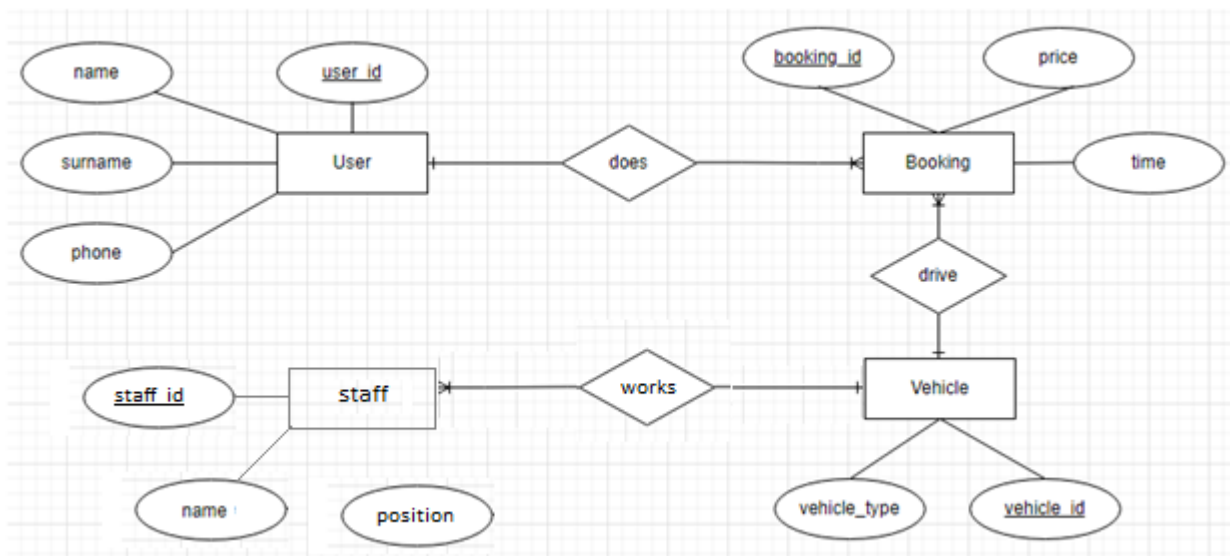 name
user_id
booking_id
price
surname
User
does
Booking
time
phone
drive
staff_id
staff
works
Vehicle
name
position
vehicle_type
vehicle_id